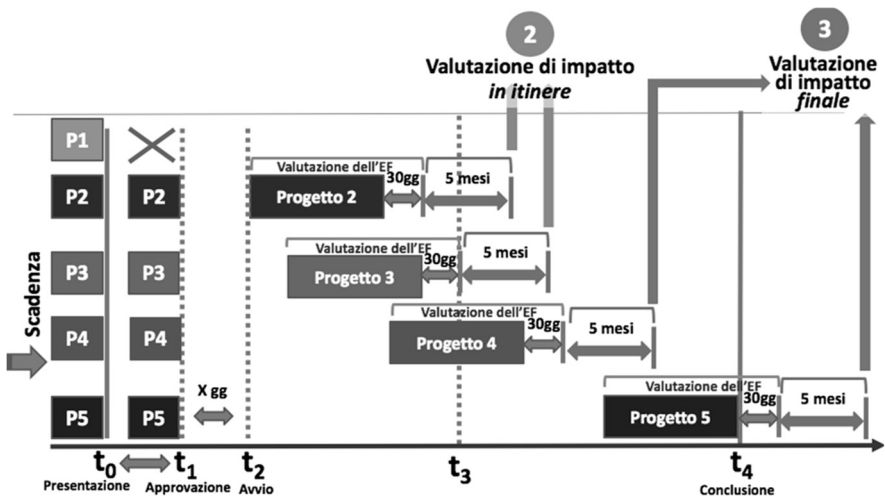 2
3
Valutazione di impatto
in itinere
Valutazione
di impatto
finale
Scadenza
P1
P2
P2
Valutazione dell'EF
Progetto 2
30gg
5 mesi
P3
P3
Valutazione dell'EF
Progetto 3
30gg
5 mesi
P4
P4
Valutazione dell'EF
Progetto 4
30gg
5 mesi
P5
P5
X gg
Valutazione dell'EF
Progetto 5
30gg
5 mesi
t0
t1
t2
t3
t4
Presentazione
Approvazione
Avvio
Conclusione